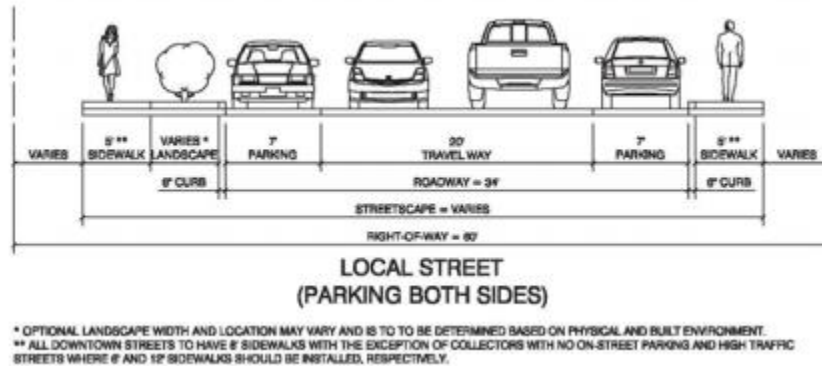 5' ** VARIES * 7' 20' 7' 5' **
VARIES SIDEWALK LANDSCAPE PARKING TRAVEL WAY PARKING SIDEWALK VARIES
6" CURB ROADWAY = 34' 6" CURB
STREETSCAPE = VARIES
RIGHT-OF-WAY = 60'
LOCAL STREET
(PARKING BOTH SIDES)
* OPTIONAL LANDSCAPE WIDTH AND LOCATION MAY VARY AND IS TO TO BE DETERMINED BASED ON PHYSICAL AND BUILT ENVIRONMENT.
** ALL DOWNTOWN STREETS TO HAVE SIDEWALKS WITH THE EXCEPTION OF COLLECTORS WITH NO ON-STREET PARKING AND HIGH TRAFFIC
STREETS WHERE AND 12' SIDEWALKS SHOULD BE INSTALLED, RESPECTIVELY.